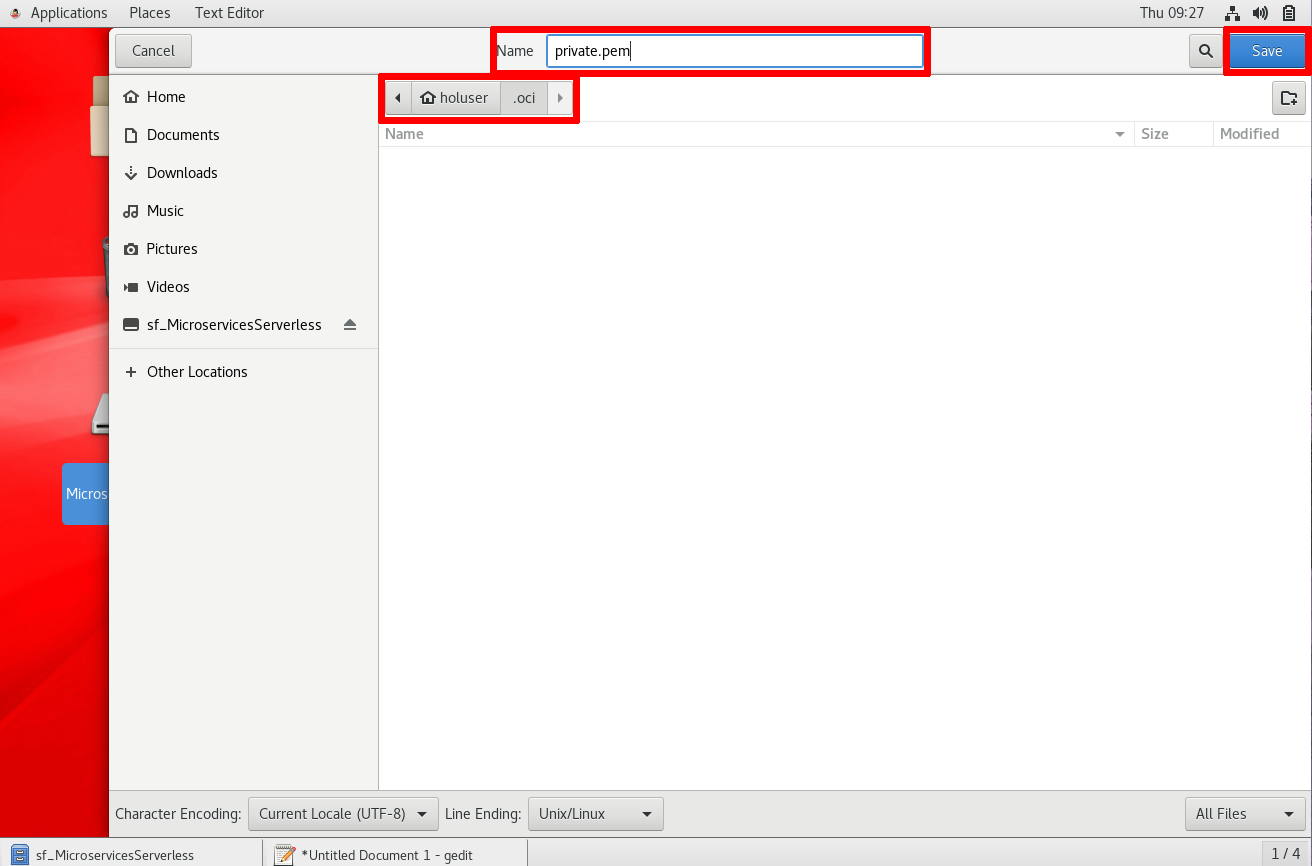 Applications Places Text Editor Thu 09:27
Cancel Name private.pem Save
holuser .oci
Name Size Modified
Home
Documents
Downloads
Music
Pictures
Videos
sf_MicroservicesServerless
Other Locations
Micros
Character Encoding: Current Locale (UTF-8) Line Ending: Unix/Linux All Files
sf_MicroservicesServerless *Untitled Document 1 - gedit 1 / 4